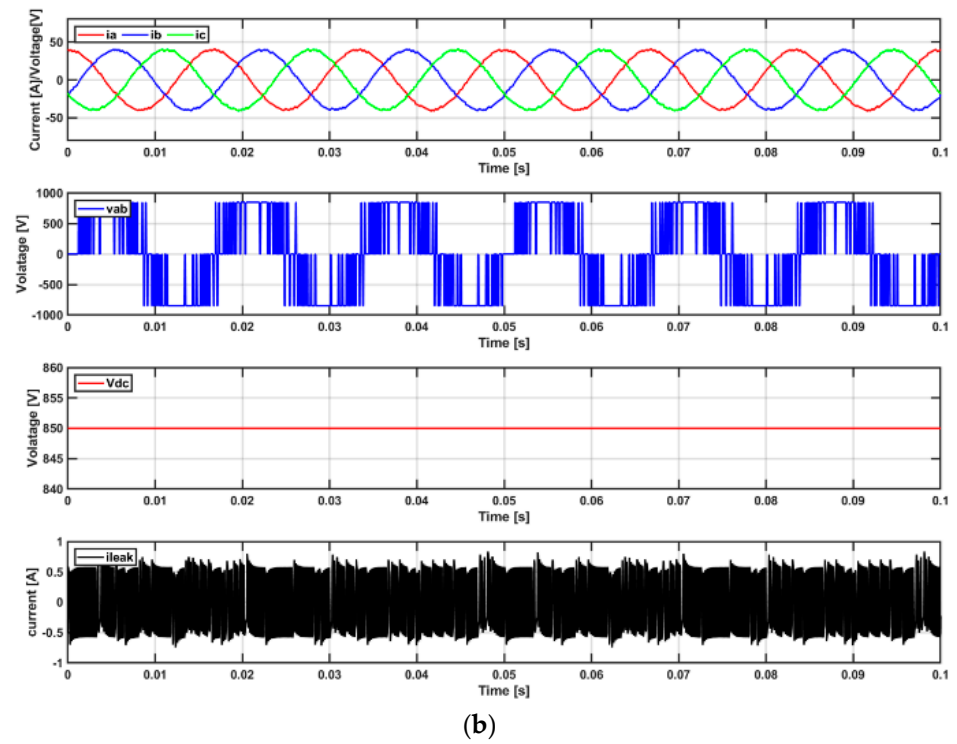 Current [A]/Voltage[V]
50
0
-50
ia ib ic
0 0.01 0.02 0.03 0.04 0.05 0.06 0.07 0.08 0.09 0.1
Time [s]
Volatage [V]
1000
500
0
-500
-1000
vab
0 0.01 0.02 0.03 0.04 0.05 0.06 0.07 0.08 0.09 0.1
Time [s]
Volatage [V]
860
855
850
845
840
Vdc
0 0.01 0.02 0.03 0.04 0.05 0.06 0.07 0.08 0.09 0.1
Time [s]
current [A]
1
0.5
0
-0.5
-1
ileak
0 0.01 0.02 0.03 0.04 0.05 0.06 0.07 0.08 0.09 0.1
Time [s]
(b)